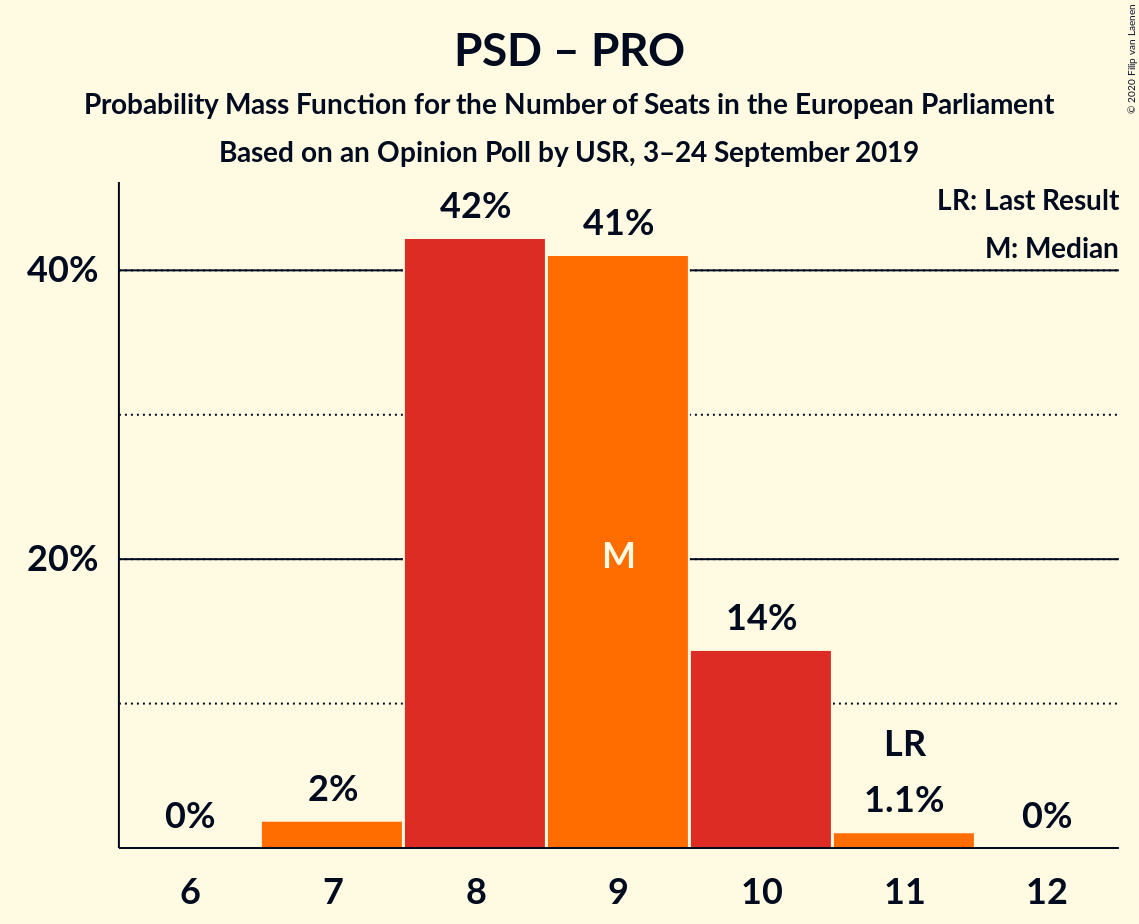 PSD – PRO
Probability Mass Function for the Number of Seats in the European Parliament
Based on an Opinion Poll by USR, 3–24 September 2019
© 2020 Filip van Laenen
LR: Last Result
M: Median
42%
41%
40%
20%
M
14%
LR
2%
1.1%
0%
0%
6 7 8 9 10 11 12